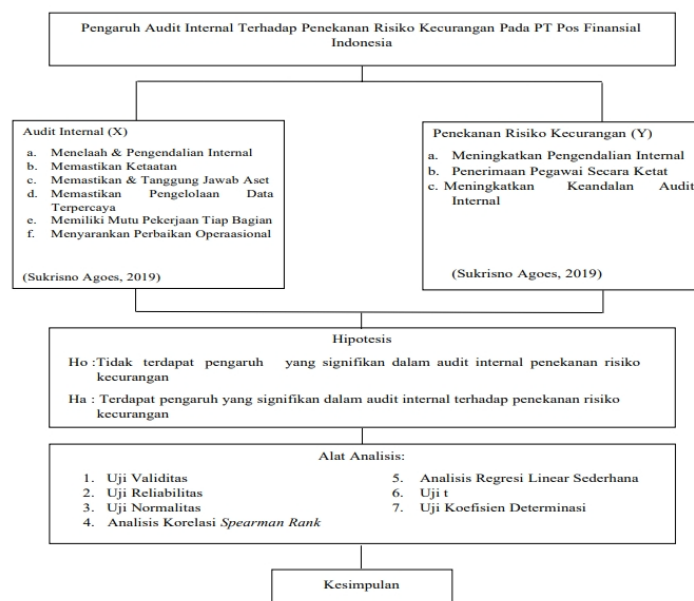 Pengaruh Audit Internal Terhadap Penekanan Risiko Kecurangan Pada PT Pos Finansial
Indonesia
Audit Internal (X)
a. Menelaah & Pengendalian Internal
b. Memastikan Ketaatan
c. Memastikan & Tanggung Jawab Aset
d. Memastikan Pengelolaan Data
Terpercaya
e. Memiliki Mutu Pekerjaan Tiap Bagian
f. Menyarankan Perbaikan Operaasional
(Sukrisno Agoes, 2019)
Penekanan Risiko Kecurangan (Y)
a. Meningkatkan Pengendalian Internal
b. Penerimaan Pegawai Secara Ketat
c. Meningkatkan Keandalan Audit
Internal
(Sukrisno Agoes, 2019)
Hipotesis
Ho :Tidak terdapat pengaruh yang signifikan dalam audit internal penekanan risiko
kecurangan
Ha : Terdapat pengaruh yang signifikan dalam audit internal terhadap penekanan risiko
kecurangan
Alat Analisis:
1. Uji Validitas
2. Uji Reliabilitas
3. Uji Normalitas
4. Analisis Korelasi Spearman Rank
5. Analisis Regresi Linear Sederhana
6. Uji t
7. Uji Koefisien Determinasi
Kesimpulan